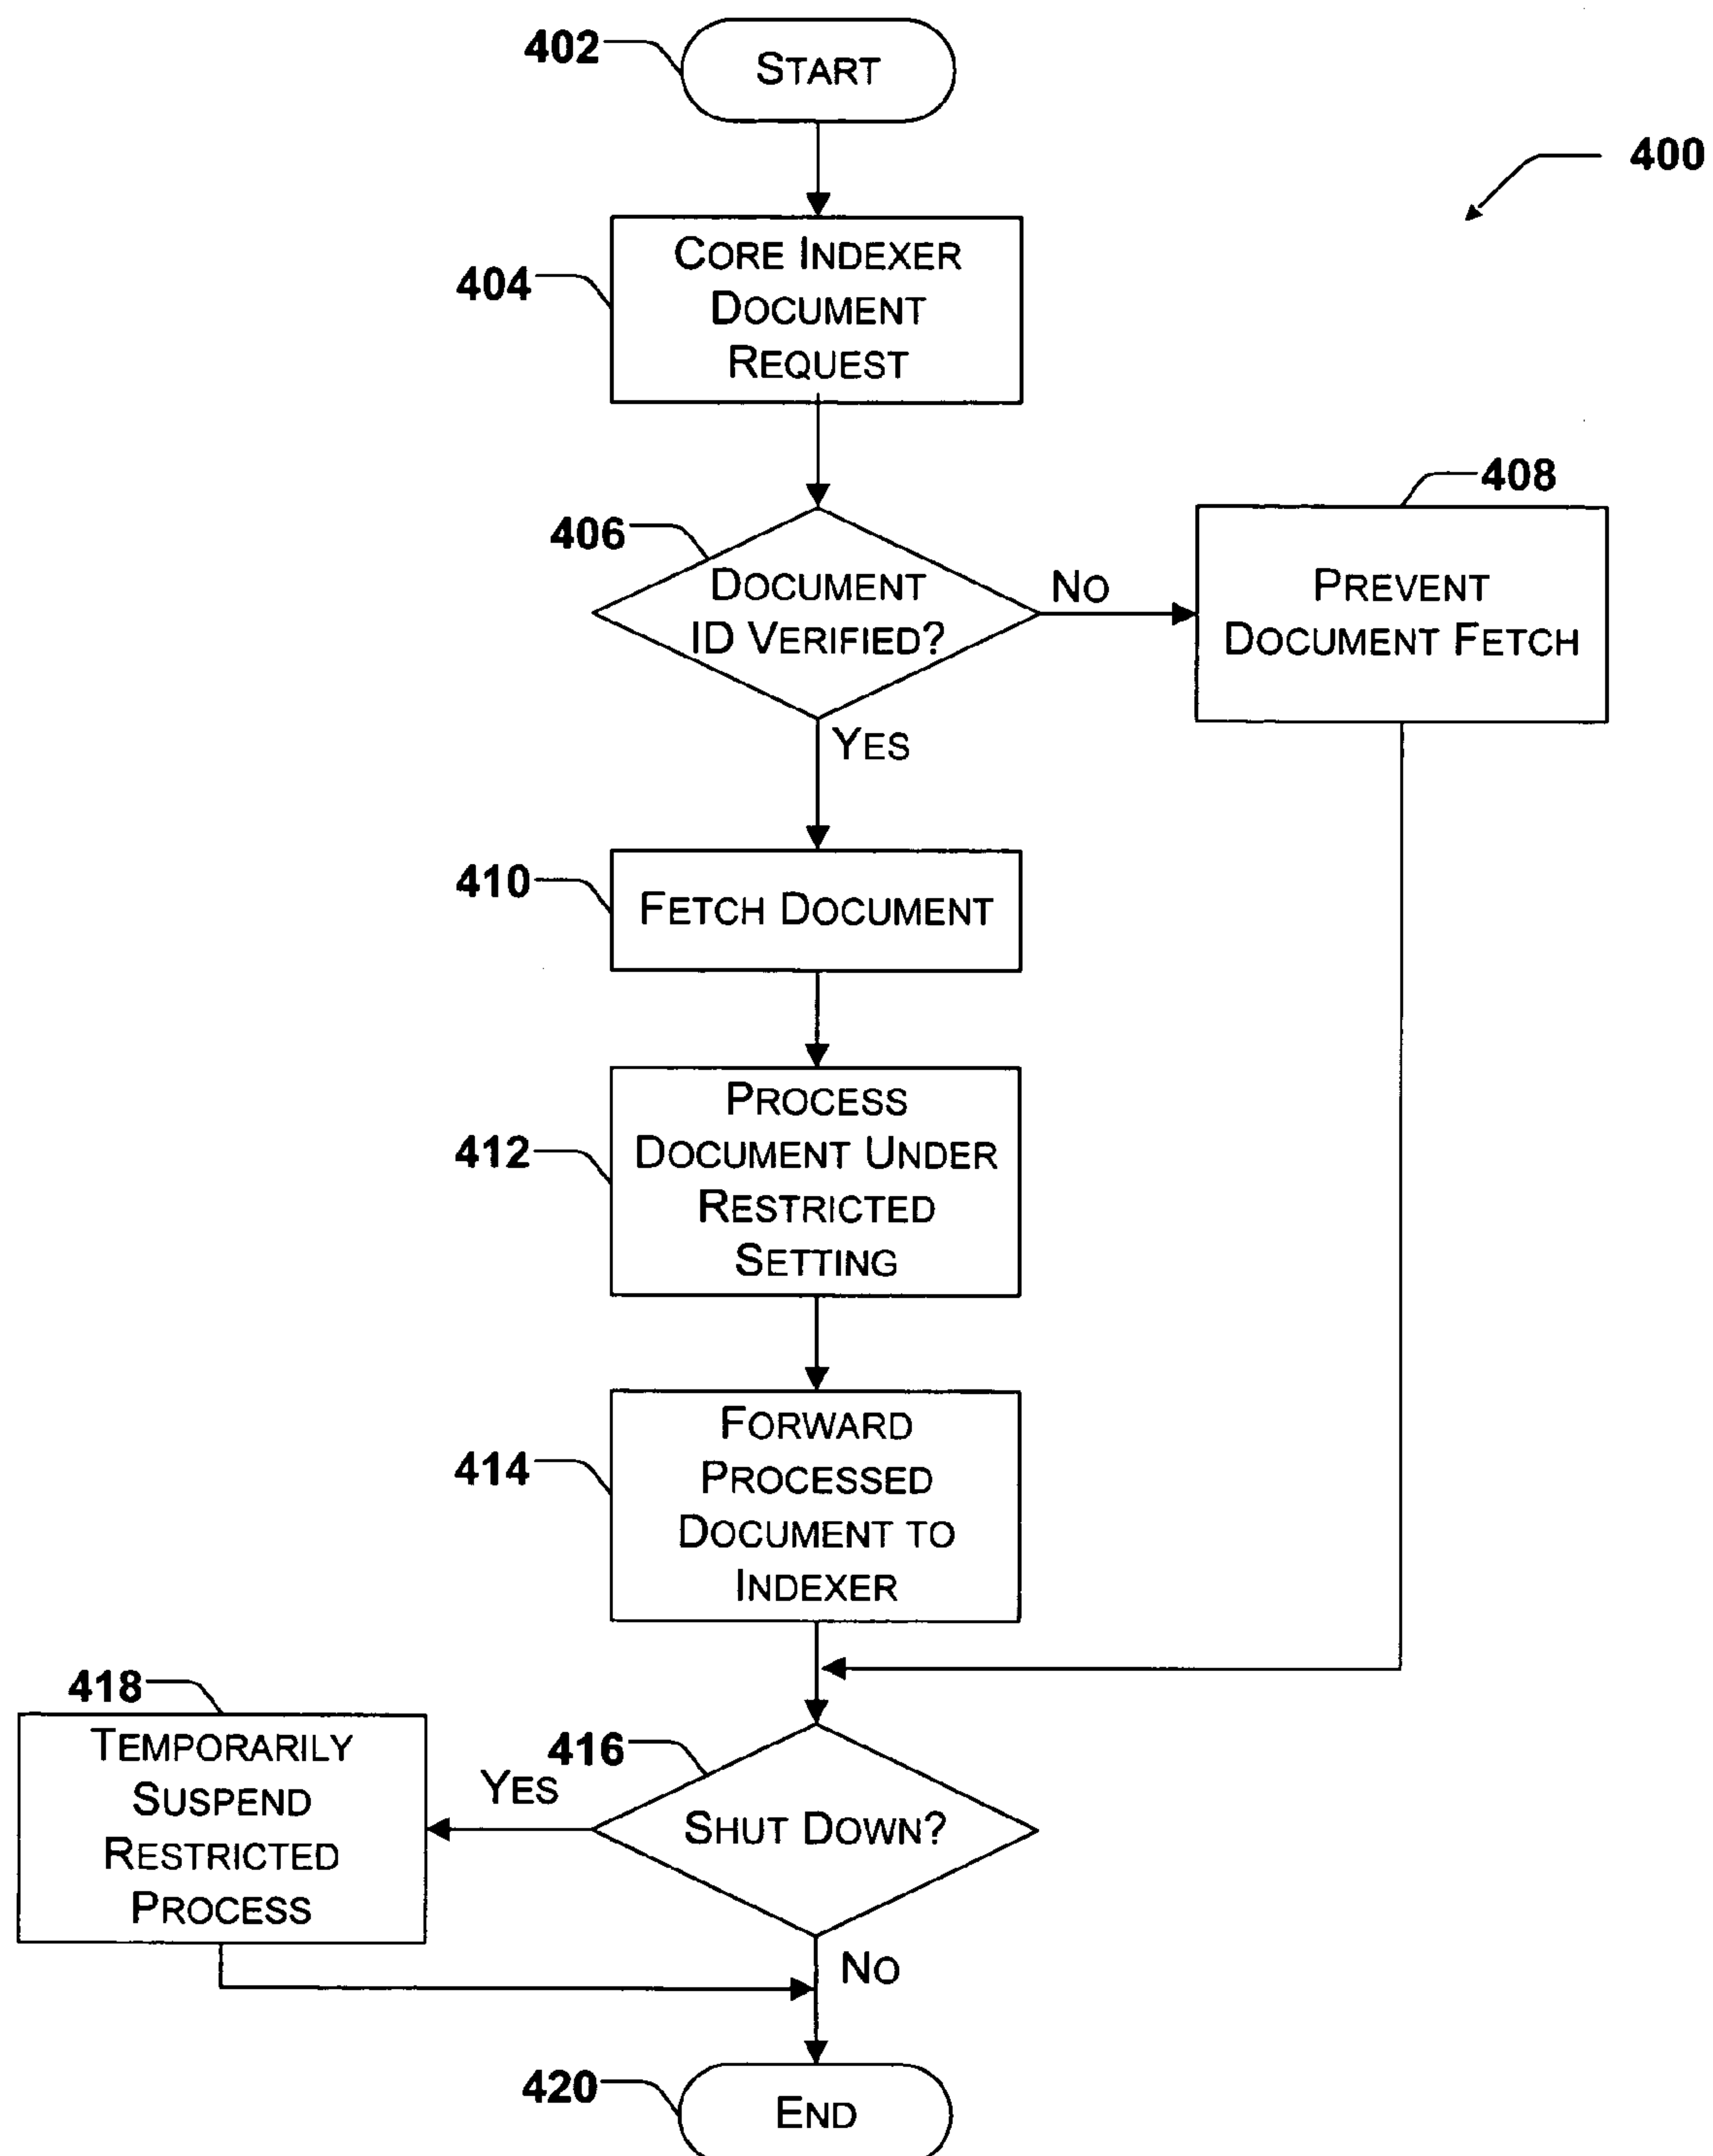 402
START
400
404
CORE INDEXER
DOCUMENT
REQUEST
408
406
DOCUMENT
ID VERIFIED?
NO
PREVENT
DOCUMENT FETCH
YES
410
FETCH DOCUMENT
412
PROCESS
DOCUMENT UNDER
RESTRICTED
SETTING
414
FORWARD
PROCESSED
DOCUMENT TO
INDEXER
418
TEMPORARILY
SUSPEND
RESTRICTED
PROCESS
416
YES
SHUT DOWN?
NO
420
END